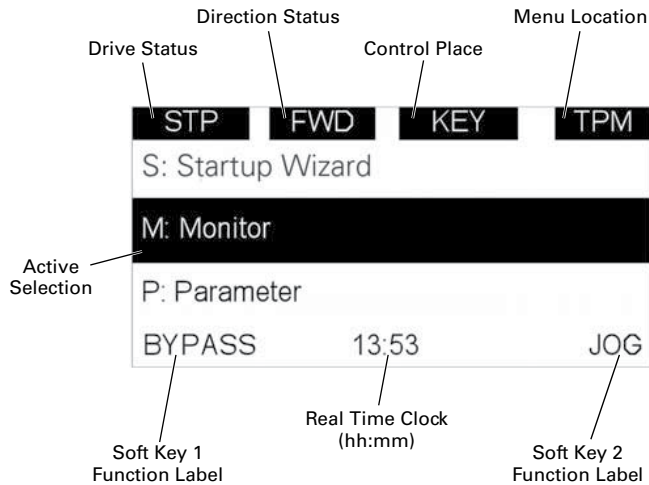 Direction Status
Menu Location
Drive Status
Control Place
STP FWD KEY TPM
S: Startup Wizard
M: Monitor
Active
Selection
P: Parameter
BYPASS 13:53 JOG
Real Time Clock
(hh:mm)
Soft Key 1
Function Label
Soft Key 2
Function Label